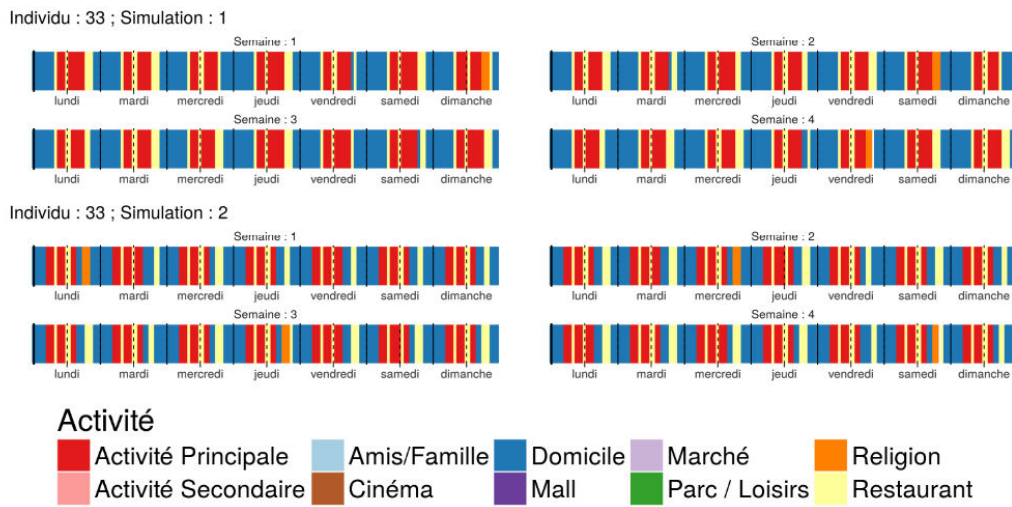 Individu : 33 ; Simulation : 1
Semaine : 1
Semaine : 2
lundi mardi mercredi jeudi vendredi samedi dimanche
lundi mardi mercredi jeudi vendredi samedi dimanche
Semaine : 3
Semaine : 4
lundi mardi mercredi jeudi vendredi samedi dimanche
lundi mardi mercredi jeudi vendredi samedi dimanche
Individu : 33 ; Simulation : 2
Semaine : 1
Semaine : 2
lundi mardi mercredi jeudi vendredi samedi dimanche
lundi mardi mercredi jeudi vendredi samedi dimanche
Semaine : 3
Semaine : 4
lundi mardi mercredi jeudi vendredi samedi dimanche
lundi mardi mercredi jeudi vendredi samedi dimanche
Activité
Activité Principale Amis/Famille Domicile Marché Religion
Activité Secondaire Cinéma Mall Parc / Loisirs Restaurant